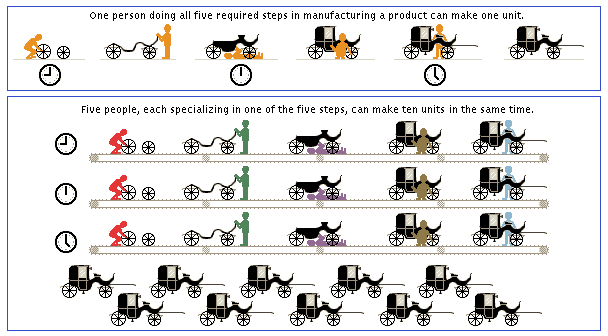 One person doing all five required steps in manufacturing a product can make one unit.
Five people, each specializing in one of the five steps, can make ten units in the same time.